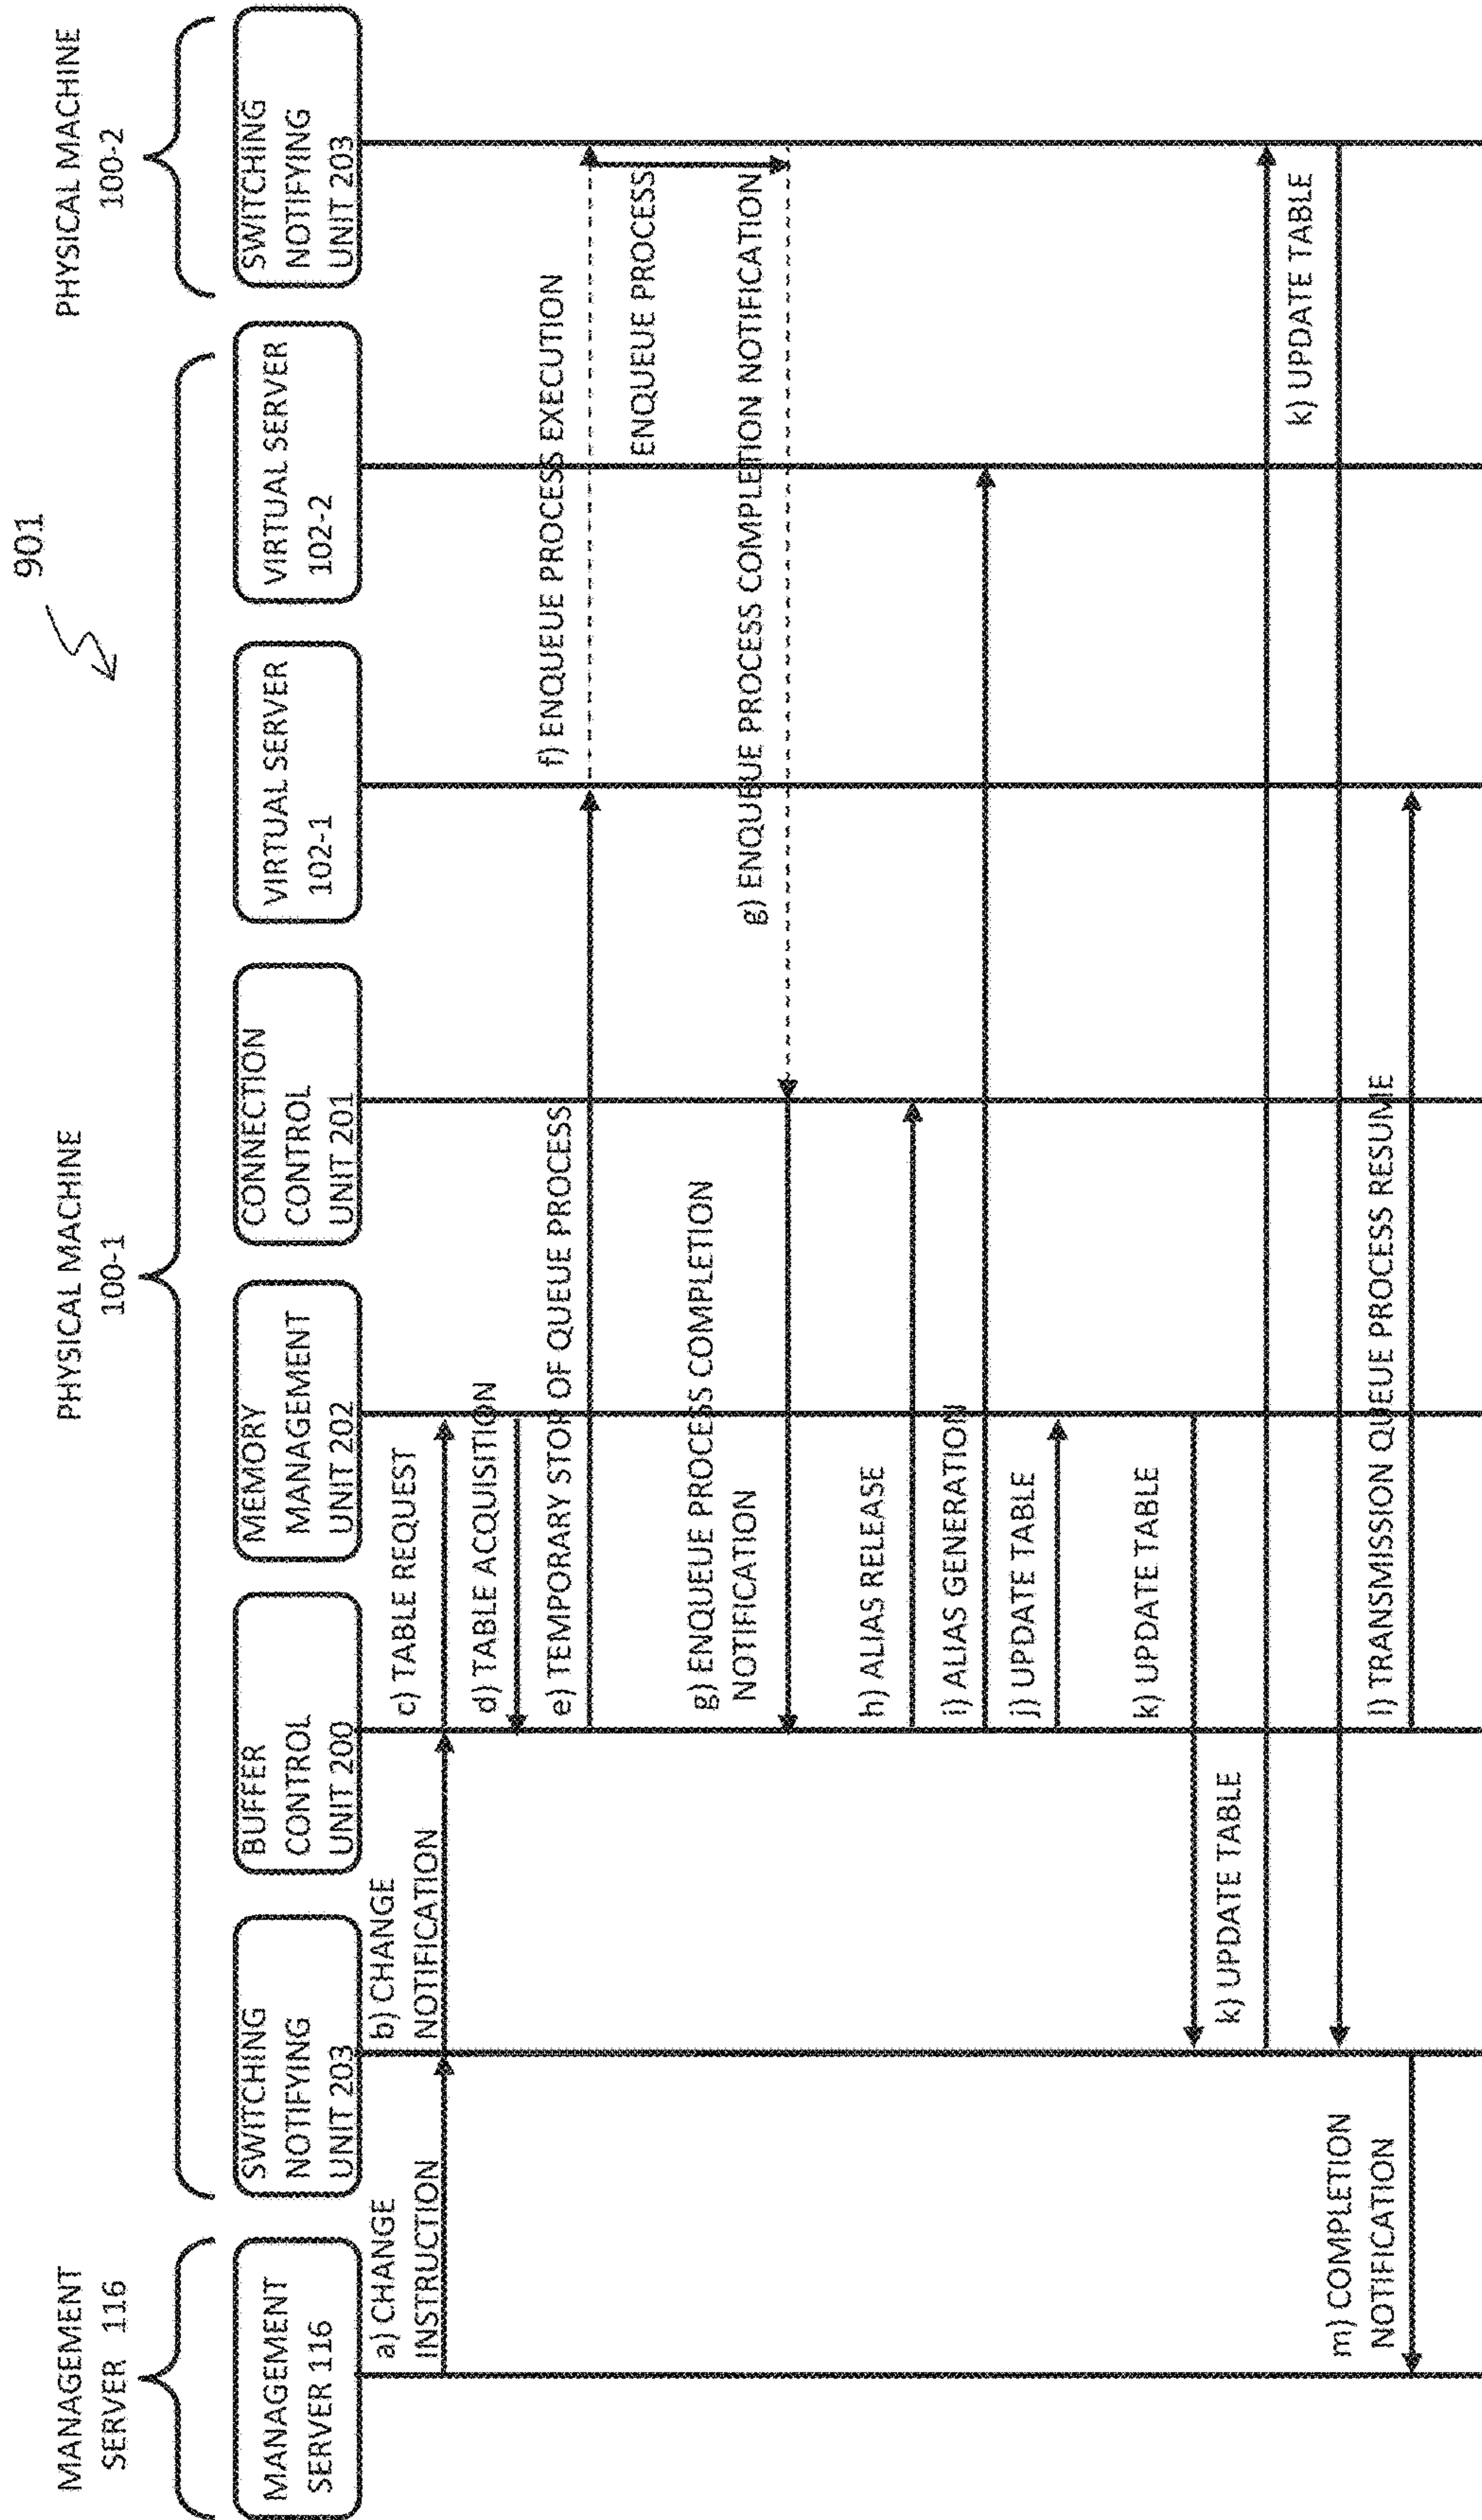 901
MANAGEMENT
SERVER 116
PHYSICAL MACHINE
100-1
PHYSICAL MACHINE
100-2
MANAGEMENT
SERVER 116
SWITCHING
NOTIFYING
UNIT 203
BUFFER
CONTROL
UNIT 200
MEMORY
MANAGEMENT
UNIT 202
CONNECTION
CONTROL
UNIT 201
VIRTUAL SERVER
102-1
VIRTUAL SERVER
102-2
SWITCHING
NOTIFYING
UNIT 203
a) CHANGE
INSTRUCTION
b) CHANGE
NOTIFICATION
c) TABLE REQUEST
d) TABLE ACQUISITION
e) TEMPORARY STOP OF QUEUE PROCESS
f) ENQUEUE PROCESS EXECUTION
ENQUEUE PROCESS
g) ENQUEUE PROCESS COMPLETION
NOTIFICATION
g) ENQUEUE PROCESS COMPLETION NOTIFICATION
h) ALIAS RELEASE
i) ALIAS GENERATION
j) UPDATE TABLE
k) UPDATE TABLE
k) UPDATE TABLE
k) UPDATE TABLE
l) TRANSMISSION QUEUE PROCESS RESUME
m) COMPLETION
NOTIFICATION